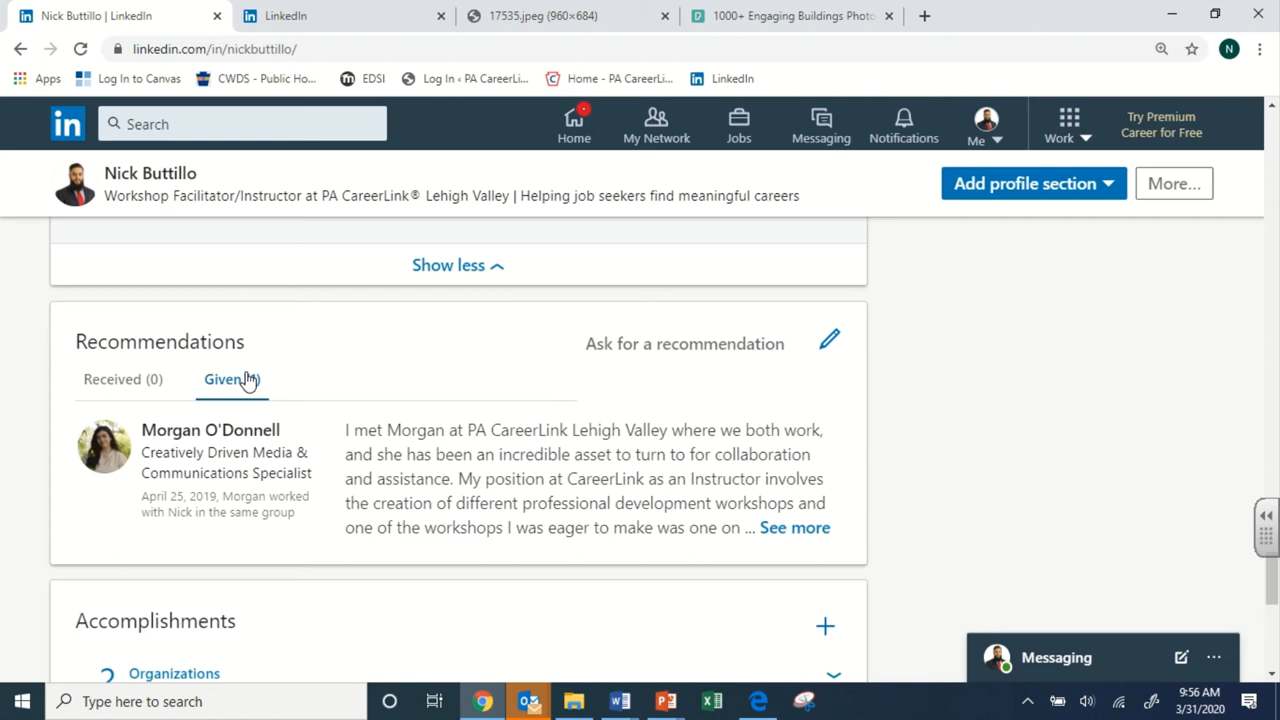 Nick Buttillo | LinkedIn
LinkedIn
17535.jpeg (960×684)
1000+ Engaging Buildings Photo
linkedin.com/in/nickbuttillo/
N
Apps
Log In to Canvas
CWDS - Public Ho...
EDSI
Log In ‹ PA CareerLi...
Home - PA CareerLi...
LinkedIn
in
Search
Home
My Network
Jobs
Messaging
Notifications
Me
Work
Try Premium
Career for Free
Nick Buttillo
Workshop Facilitator/Instructor at PA CareerLink® Lehigh Valley | Helping job seekers find meaningful careers
Add profile section
More...
Show less
Recommendations
Ask for a recommendation
Received (0)
Given
Morgan O'Donnell
Creatively Driven Media &
Communications Specialist
April 25, 2019, Morgan worked
with Nick in the same group
I met Morgan at PA CareerLink Lehigh Valley where we both work,
and she has been an incredible asset to turn to for collaboration
and assistance. My position at CareerLink as an Instructor involves
the creation of different professional development workshops and
one of the workshops I was eager to make was one on ... See more
Accomplishments
2 Organizations
Messaging
Type here to search
9:56 AM
3/31/2020